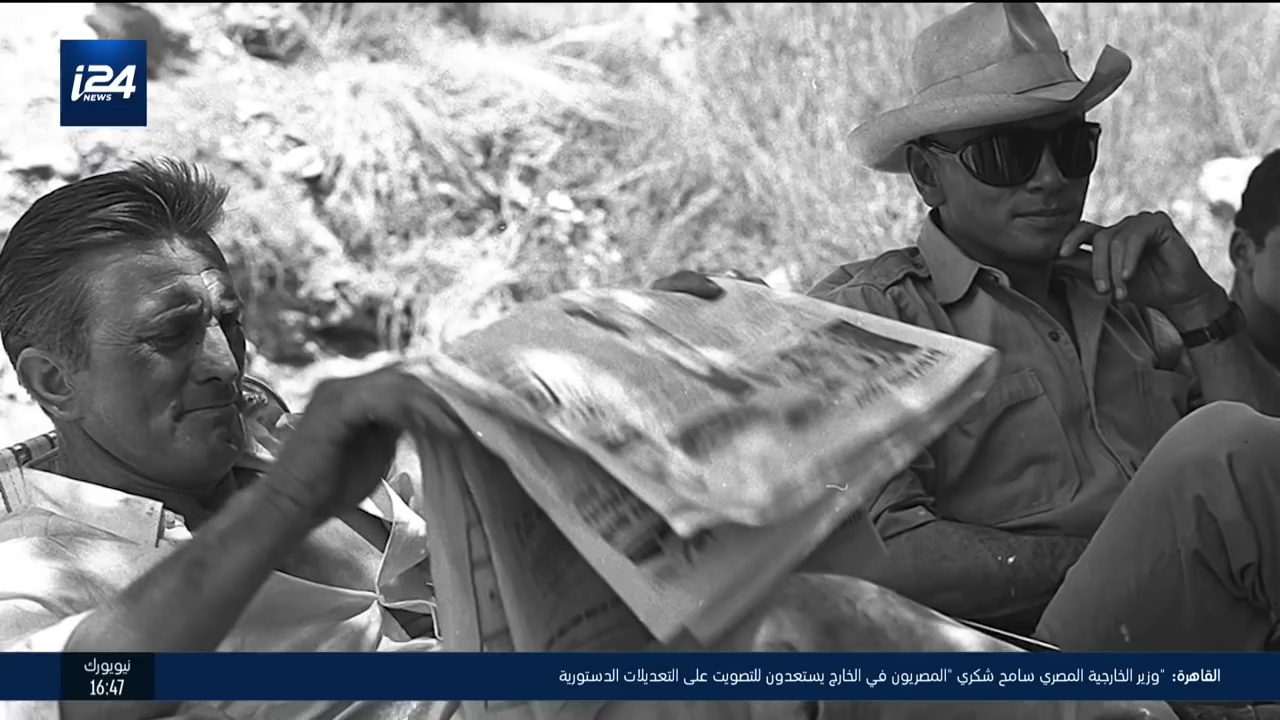 i24
NEWS
نيويورك
16:47
القاهرة: "وزير الخارجية المصري سامح شكري "المصريون في الخارج يستعدون للتصويت على التعديلات الدستورية